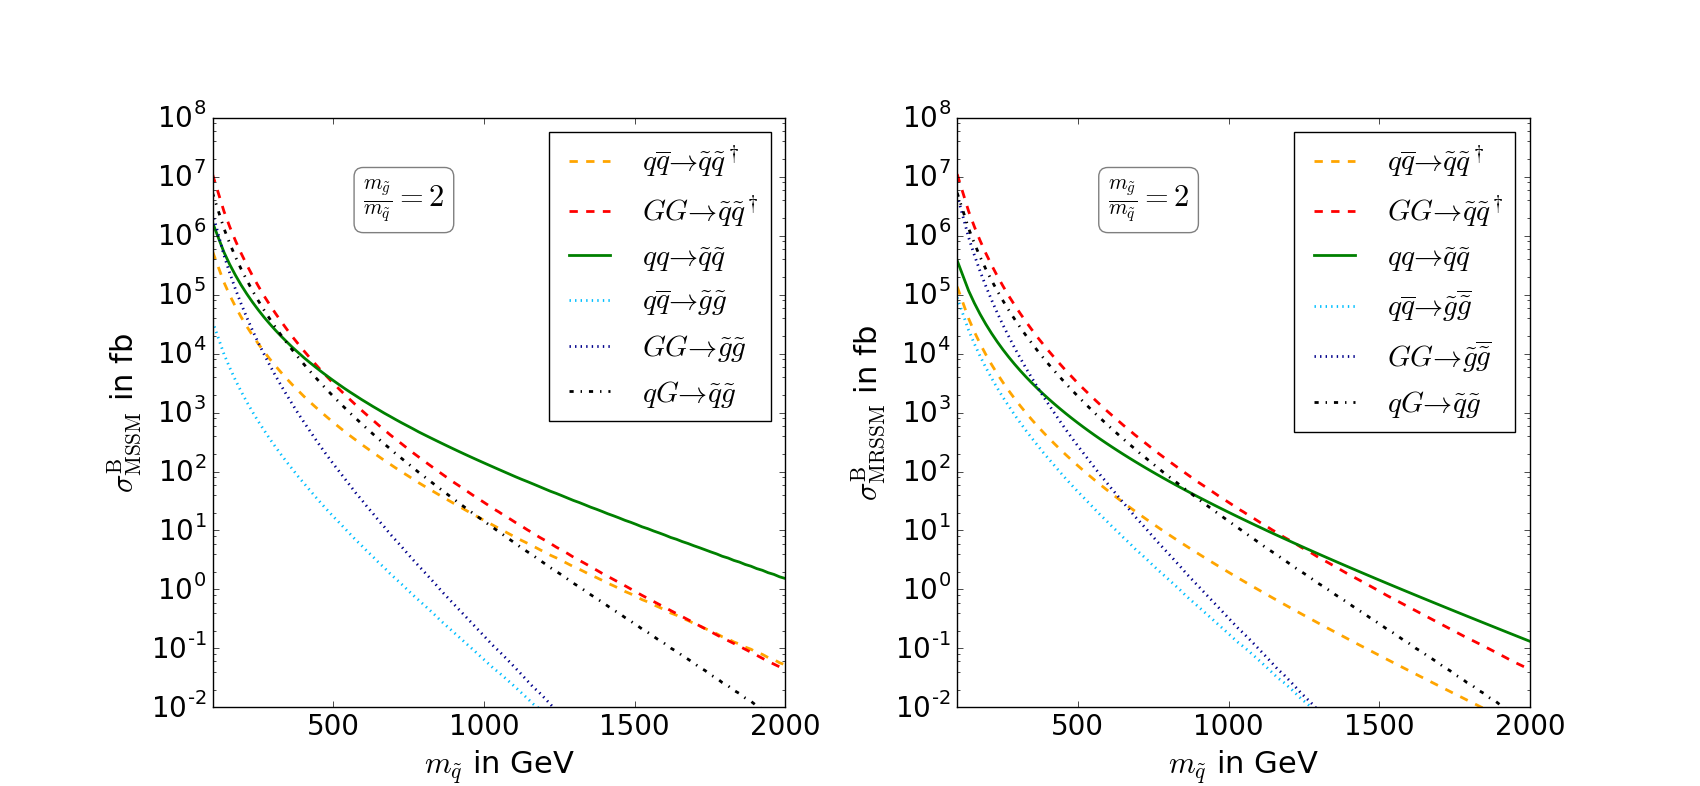 10^8
10^7
10^6
10^5
10^4
10^3
10^2
10^1
10^0
10^-1
10^-2
σ^B_MSSM in fb
m_g̃ / m_q̃ = 2
qq̅→q̃q̃^†
GG→q̃q̃^†
qq→q̃q̃
qq̅→g̃g̃
GG→g̃g̃
qG→q̃g̃
500 1000 1500 2000
m_q̃ in GeV
10^8
10^7
10^6
10^5
10^4
10^3
10^2
10^1
10^0
10^-1
10^-2
σ^B_MRSSM in fb
m_g̃ / m_q̃ = 2
qq̅→q̃q̃^†
GG→q̃q̃^†
qq→q̃q̃
qq̅→g̃g̃̅
GG→g̃g̃̅
qG→q̃g̃
500 1000 1500 2000
m_q̃ in GeV